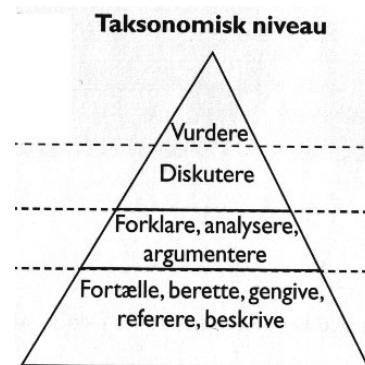 Taksonomisk niveau
Vurdere
Diskutere
Forklare, analysere,
argumentere
Fortælle, berette, gengive,
referere, beskrive